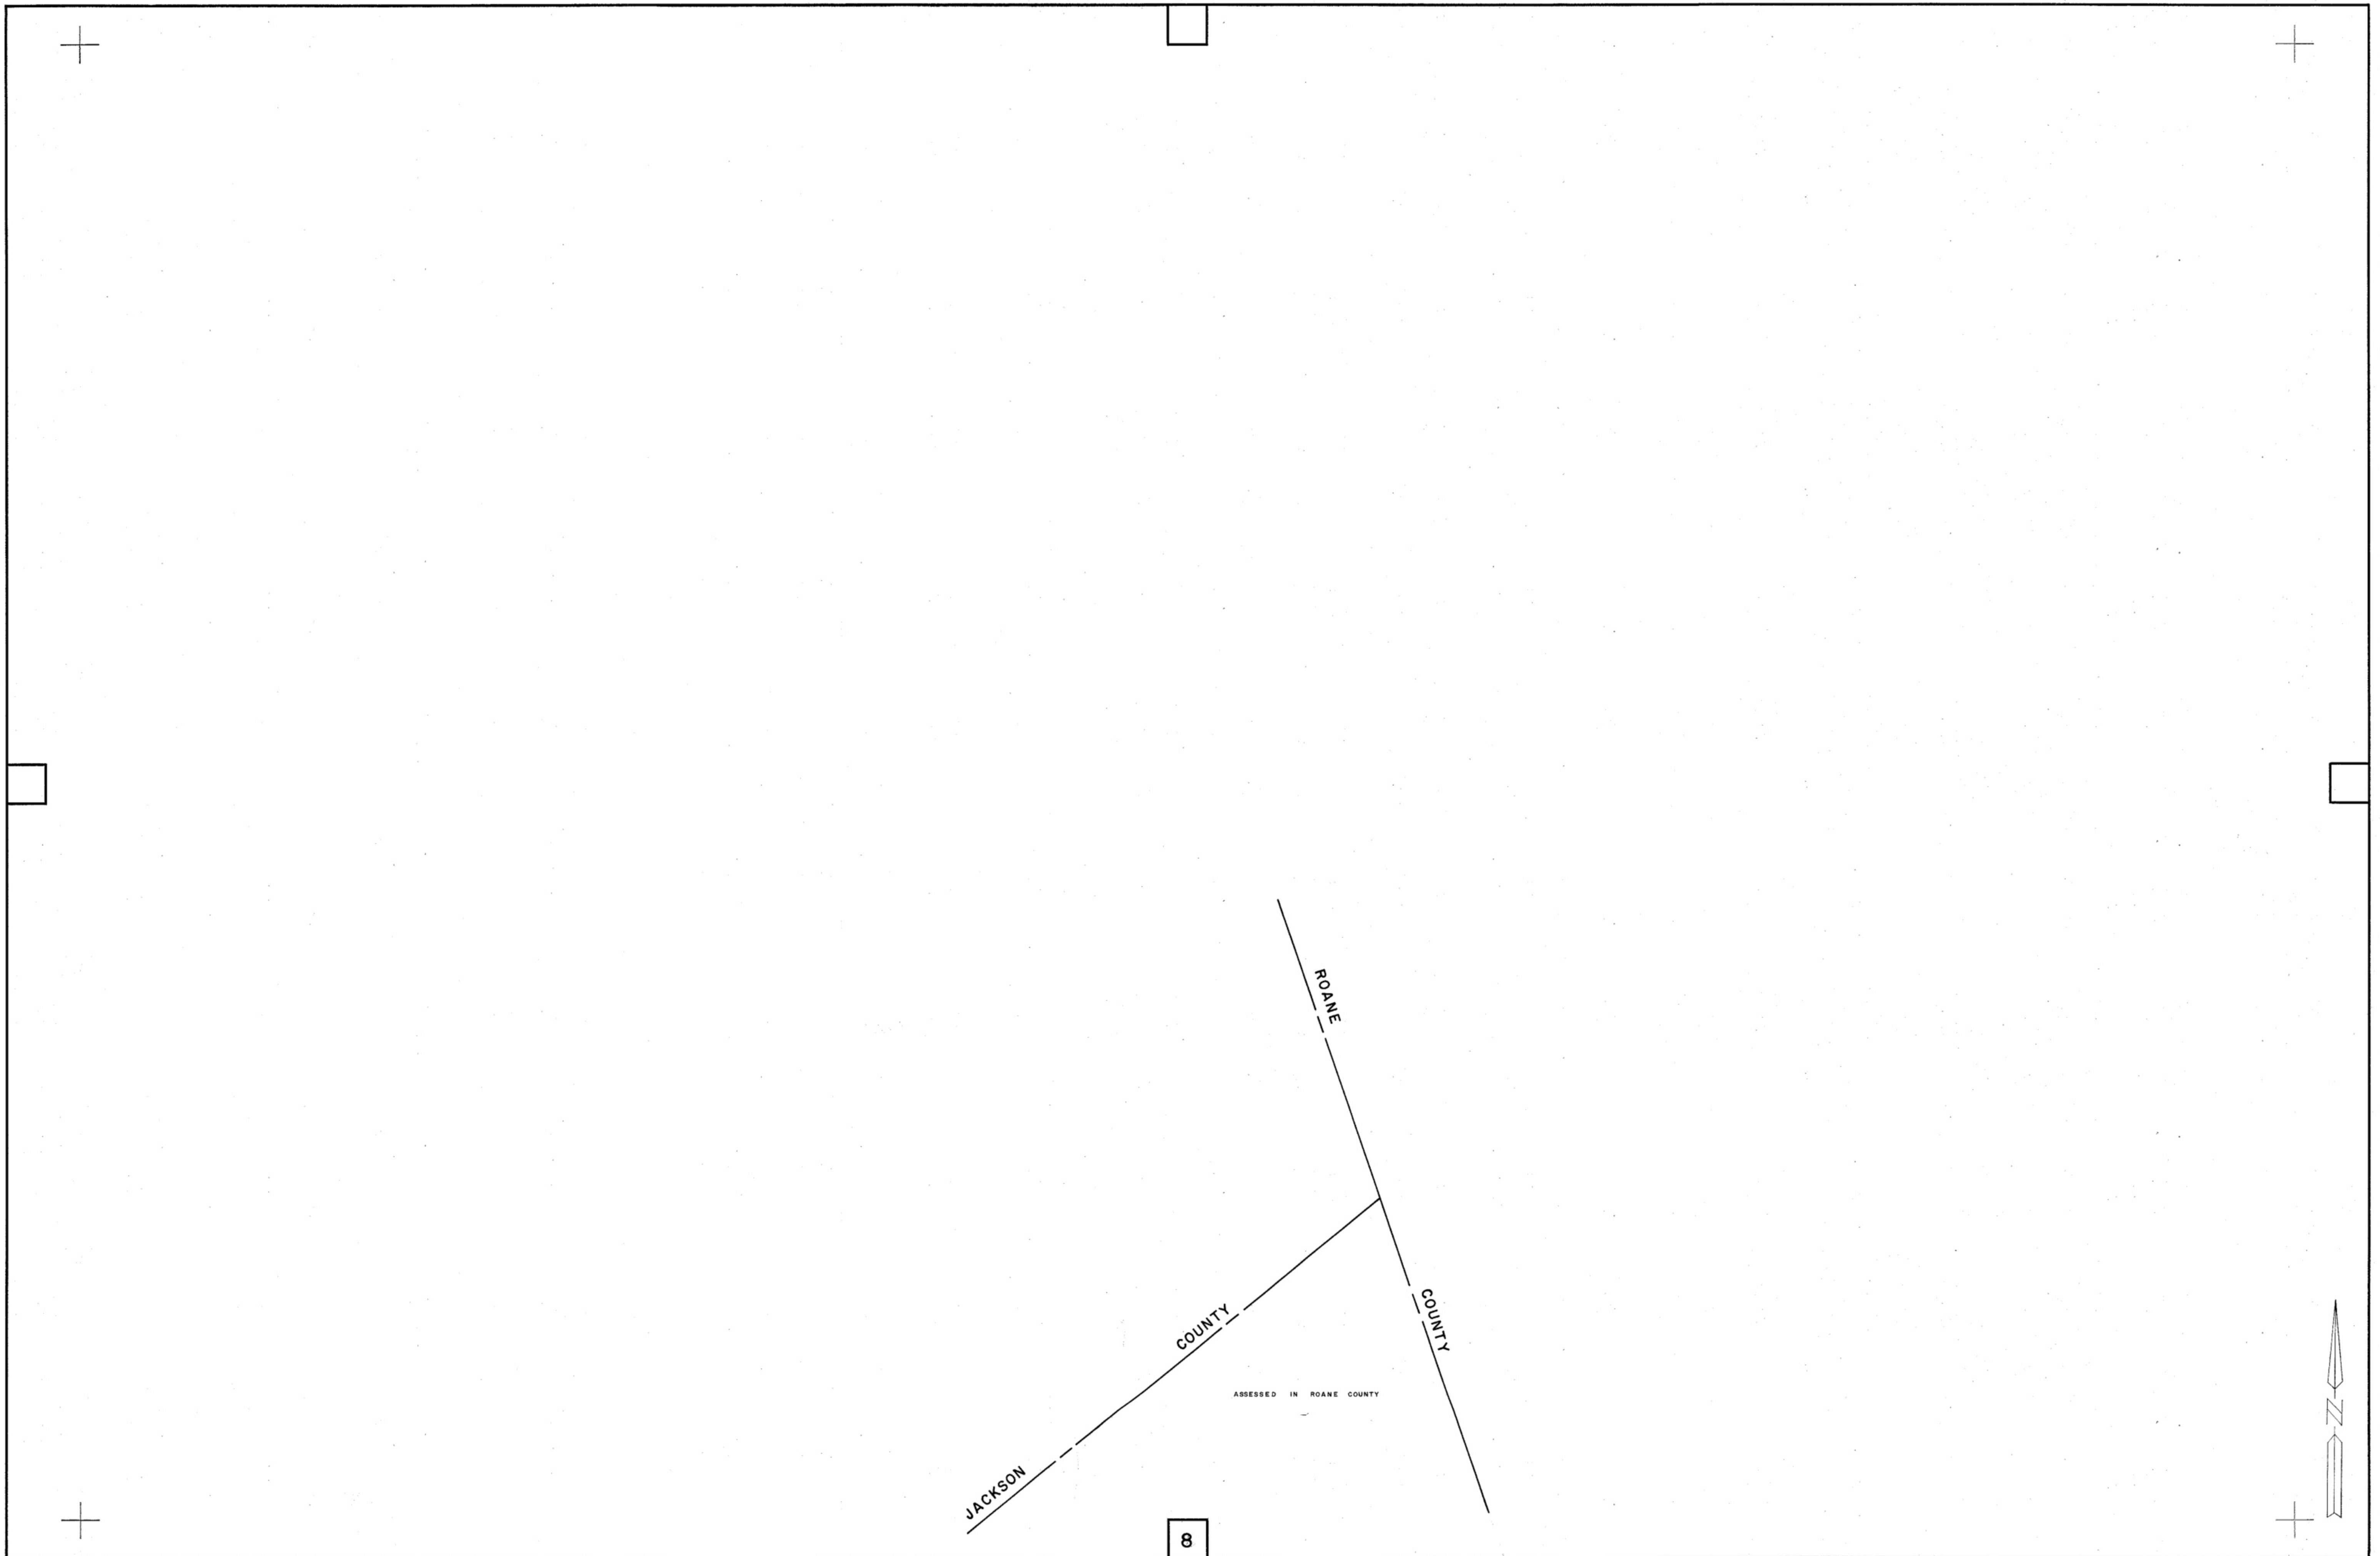 ROANE
COUNTY
COUNTY
ASSESSED IN ROANE COUNTY
JACKSON
N
8